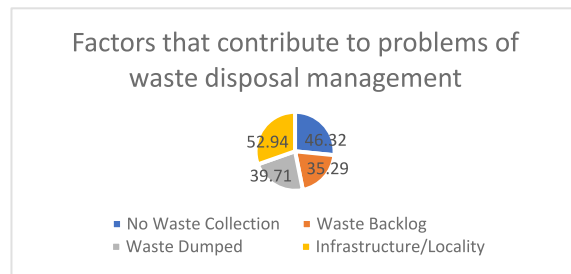 Factors that contribute to problems of
waste disposal management
52.94 46.32
39.71 35.29
No Waste Collection Waste Backlog
Waste Dumped Infrastructure/Locality